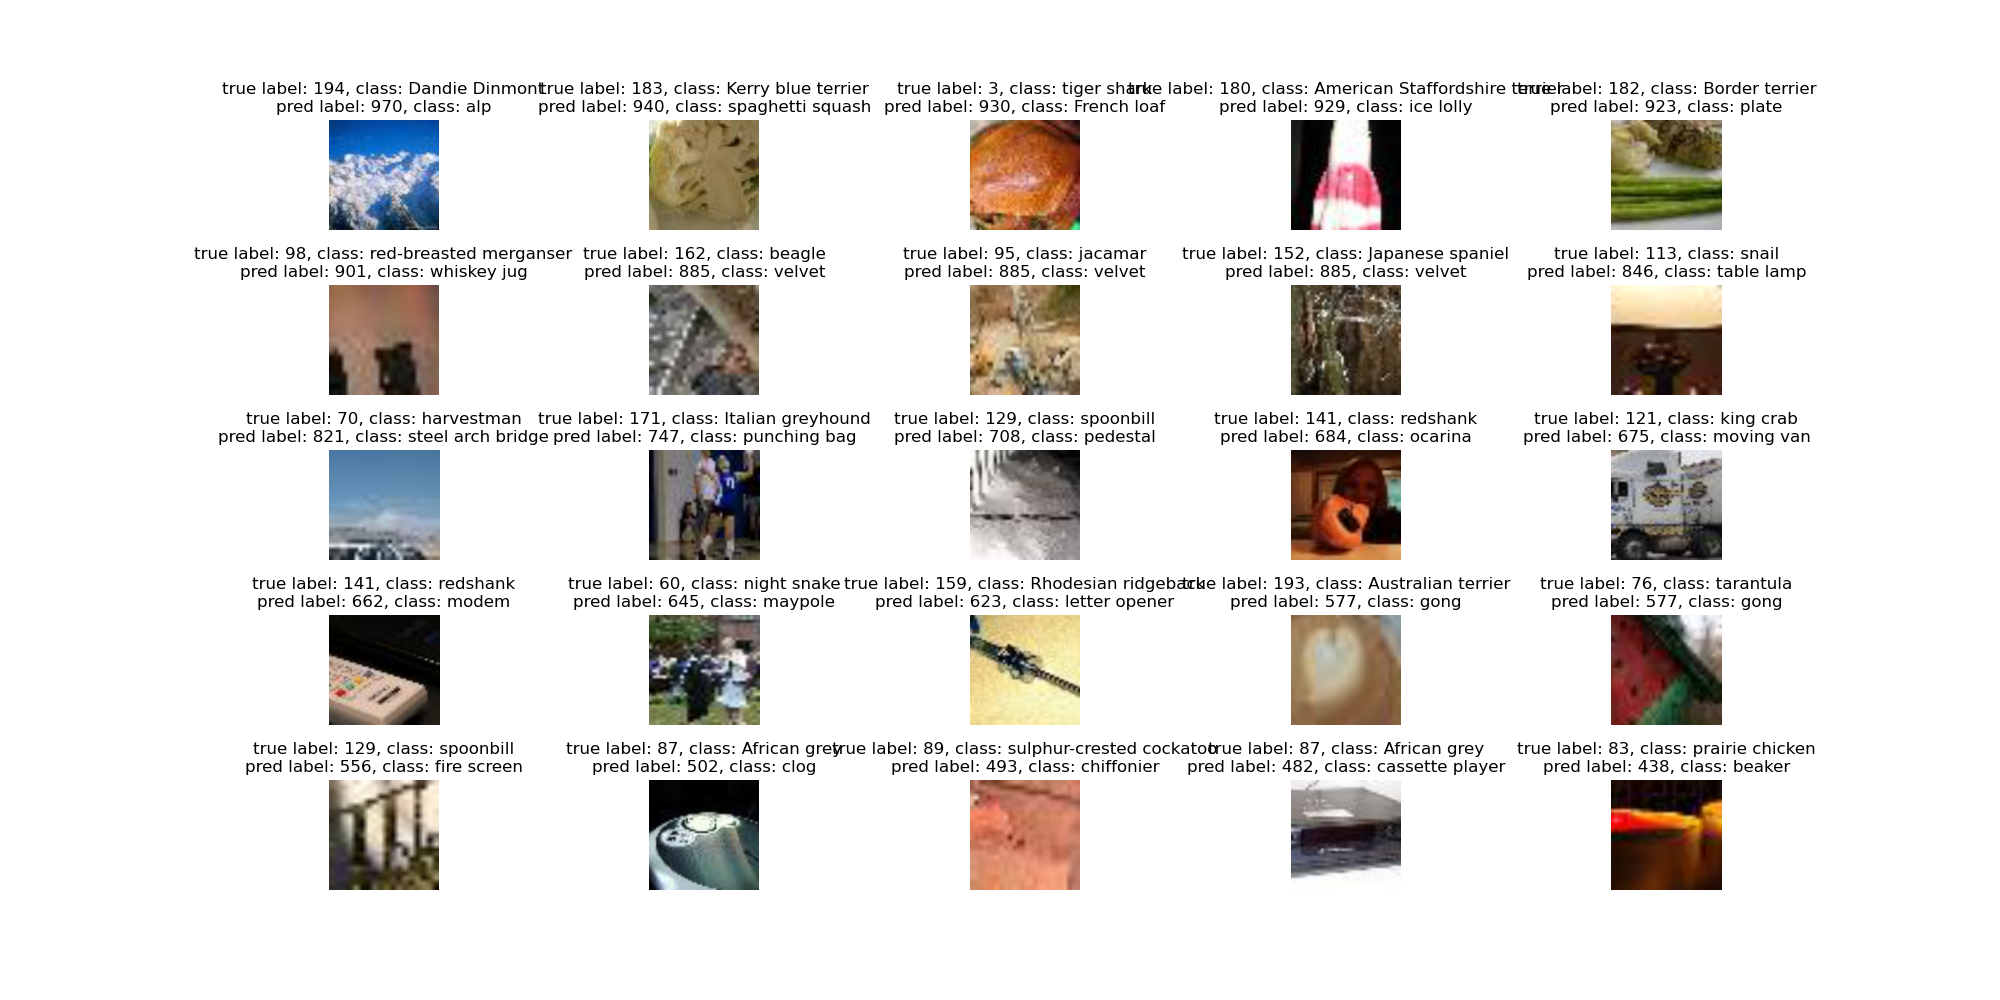 true label: 194, class: Dandie Dinmont
pred label: 970, class: alp
true label: 183, class: Kerry blue terrier
pred label: 940, class: spaghetti squash
true label: 3, class: tiger shark
pred label: 930, class: French loaf
true label: 180, class: American Staffordshire terrier
pred label: 929, class: ice lolly
true label: 182, class: Border terrier
pred label: 923, class: plate
true label: 98, class: red-breasted merganser
pred label: 901, class: whiskey jug
true label: 162, class: beagle
pred label: 885, class: velvet
true label: 95, class: jacamar
pred label: 885, class: velvet
true label: 152, class: Japanese spaniel
pred label: 885, class: velvet
true label: 113, class: snail
pred label: 846, class: table lamp
true label: 70, class: harvestman
pred label: 821, class: steel arch bridge
true label: 171, class: Italian greyhound
pred label: 747, class: punching bag
true label: 129, class: spoonbill
pred label: 708, class: pedestal
true label: 141, class: redshank
pred label: 684, class: ocarina
true label: 121, class: king crab
pred label: 675, class: moving van
true label: 141, class: redshank
pred label: 662, class: modem
true label: 60, class: night snake
pred label: 645, class: maypole
true label: 159, class: Rhodesian ridgeback
pred label: 623, class: letter opener
true label: 193, class: Australian terrier
pred label: 577, class: gong
true label: 76, class: tarantula
pred label: 577, class: gong
true label: 129, class: spoonbill
pred label: 556, class: fire screen
true label: 87, class: African grey
pred label: 502, class: clog
true label: 89, class: sulphur-crested cockatoo
pred label: 493, class: chiffonier
true label: 87, class: African grey
pred label: 482, class: cassette player
true label: 83, class: prairie chicken
pred label: 438, class: beaker